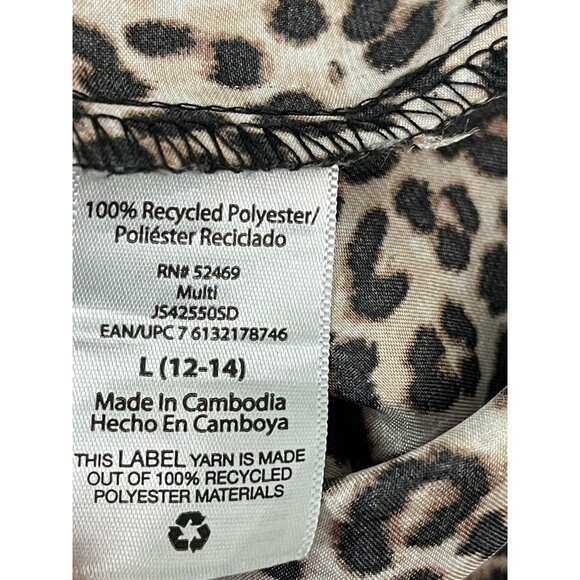 100% Recycled Polyester/
Poliéster Reciclado
RN# 52469
Multi
JS42550SD
EAN/UPC 7 6132178746
L (12-14)
Made In Cambodia
Hecho En Camboya
THIS LABEL YARN IS MADE
OUT OF 100% RECYCLED
POLYESTER MATERIALS